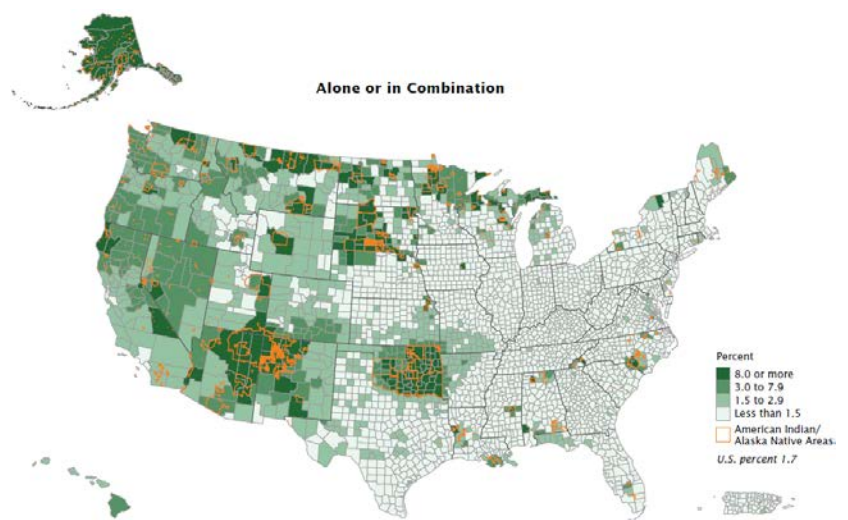 Alone or in Combination
Percent
8.0 or more
3.0 to 7.9
1.5 to 2.9
Less than 1.5
American Indian/
Alaska Native Areas
U.S. percent 1.7